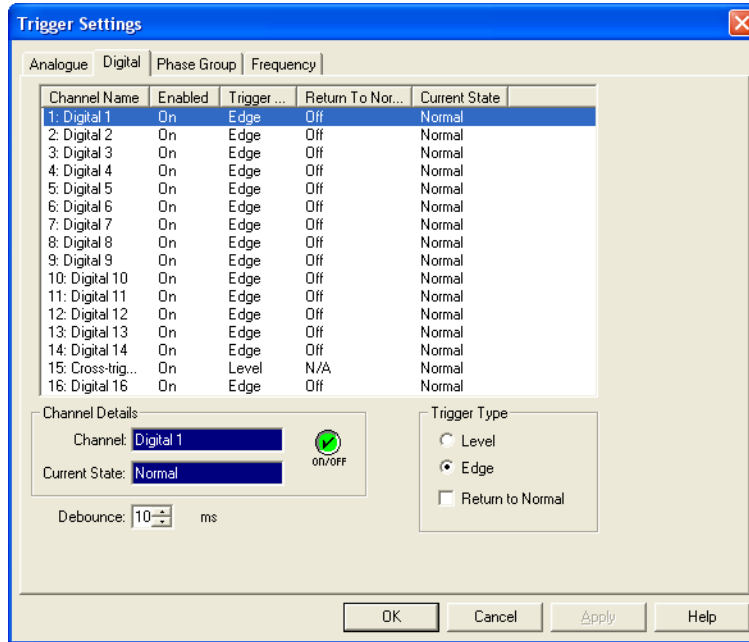 Trigger Settings
Analogue Digital Phase Group Frequency
Channel Name Enabled Trigger ... Return To Nor... Current State
1: Digital 1 On Edge Off Normal
2: Digital 2 On Edge Off Normal
3: Digital 3 On Edge Off Normal
4: Digital 4 On Edge Off Normal
5: Digital 5 On Edge Off Normal
6: Digital 6 On Edge Off Normal
7: Digital 7 On Edge Off Normal
8: Digital 8 On Edge Off Normal
9: Digital 9 On Edge Off Normal
10: Digital 10 On Edge Off Normal
11: Digital 11 On Edge Off Normal
12: Digital 12 On Edge Off Normal
13: Digital 13 On Edge Off Normal
14: Digital 14 On Edge Off Normal
15: Cross-trig... On Level N/A Normal
16: Digital 16 On Edge Off Normal
Channel Details
Channel: Digital 1
Current State: Normal
on/off
Debounce: 10 ms
Trigger Type
Level
Edge
Return to Normal
OK Cancel Apply Help